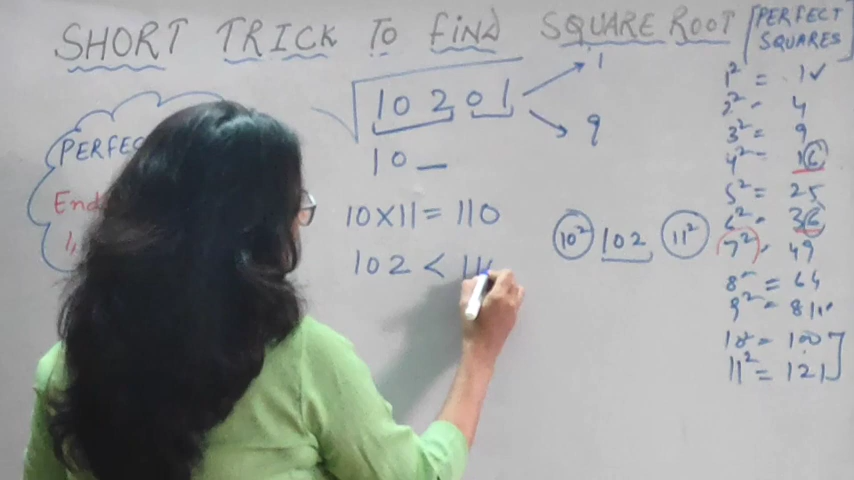 SHORT TRICK TO FIND SQUARE ROOT
PERFECT
SQUARES
PERFE
End
1,
√10201
1
9
10 _
10 × 11 = 110
102 < 11
10² 102 11²
1² = 1 ✓
2² = 4
3² = 9
4² = 16
5² = 25
6² = 36
7² = 49
8² = 64
9² = 81
10² = 100
11² = 121